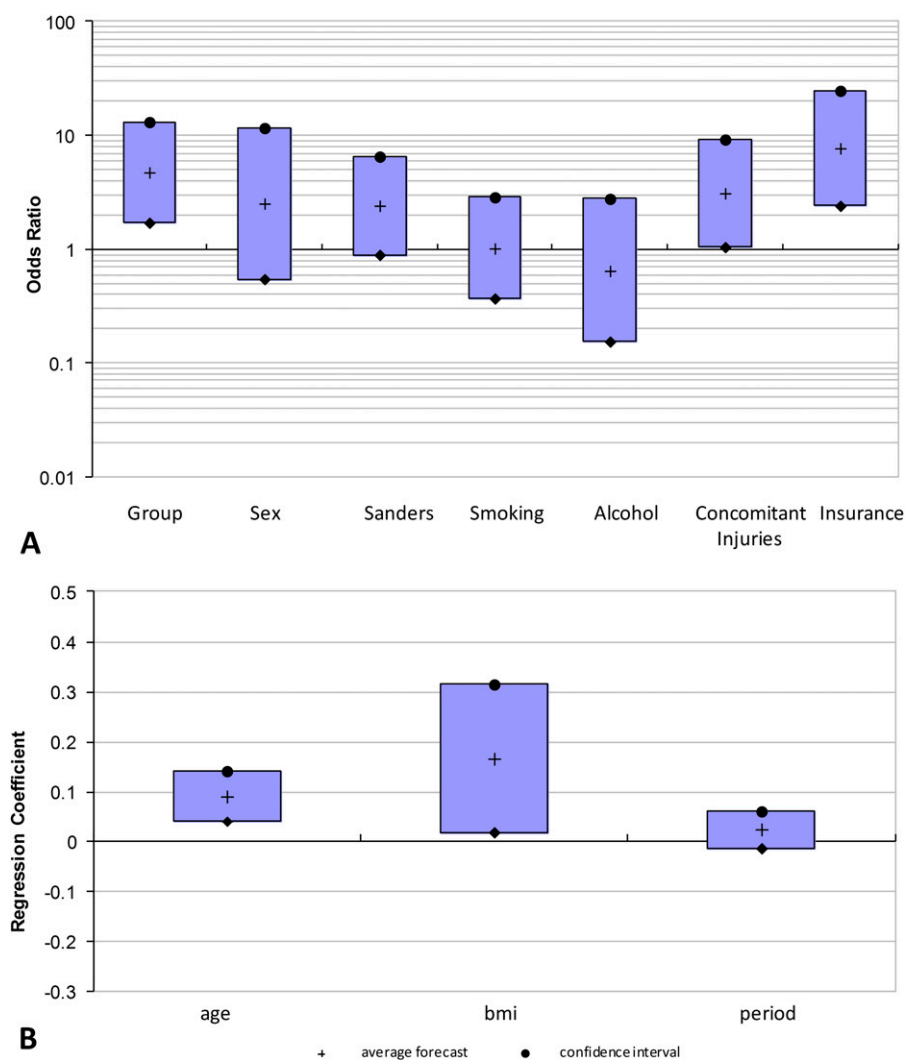 100
10
1
0.1
0.01
Odds Ratio
Group Sex Sanders Smoking Alcohol Concomitant Insurance
Injuries
A
0.5
0.4
0.3
0.2
0.1
0
-0.1
-0.2
-0.3
Regression Coefficient
age bmi period
B
average forecast confidence interval